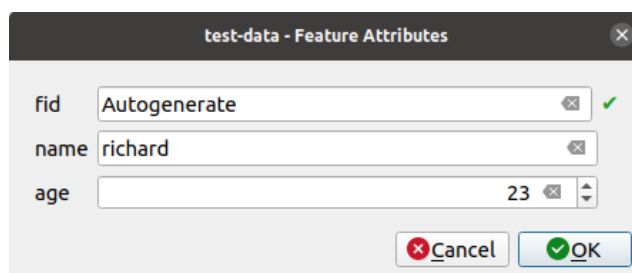 test-data - Feature Attributes
fid Autogenerate
name richard
age 23
Cancel OK